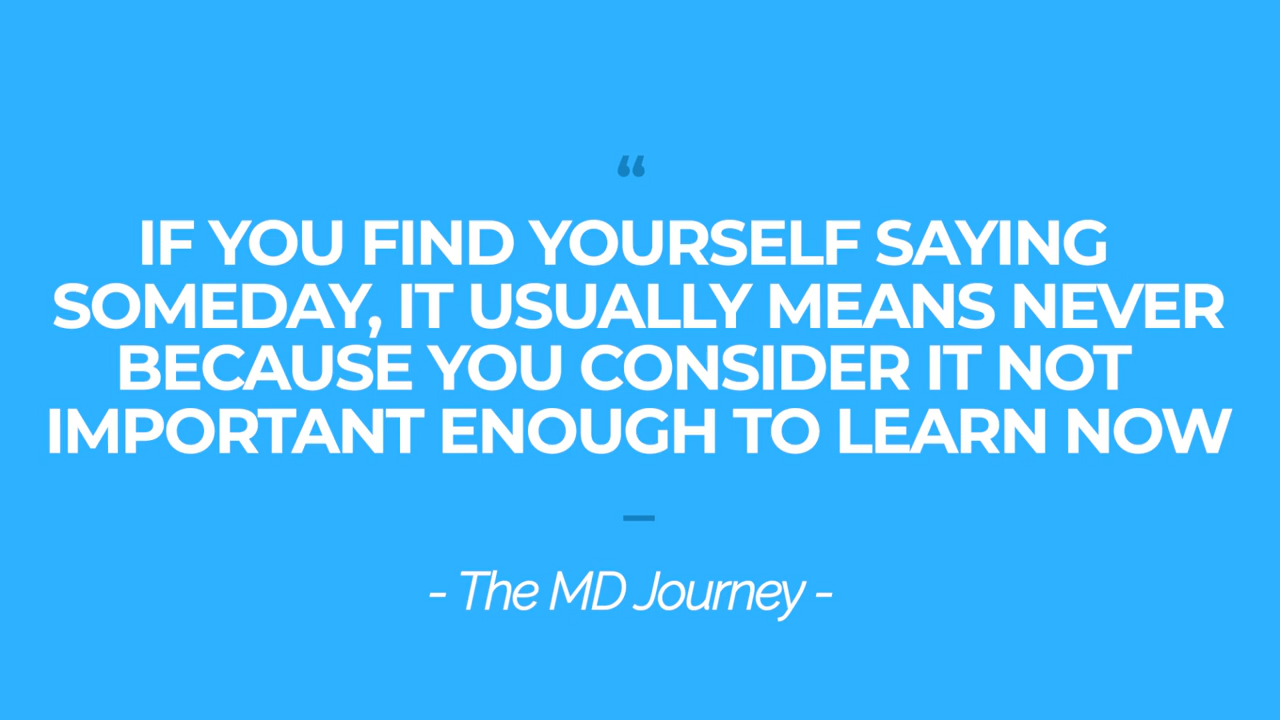 “
IF YOU FIND YOURSELF SAYING
SOMEDAY, IT USUALLY MEANS NEVER
BECAUSE YOU CONSIDER IT NOT
IMPORTANT ENOUGH TO LEARN NOW
—
- The MD Journey -